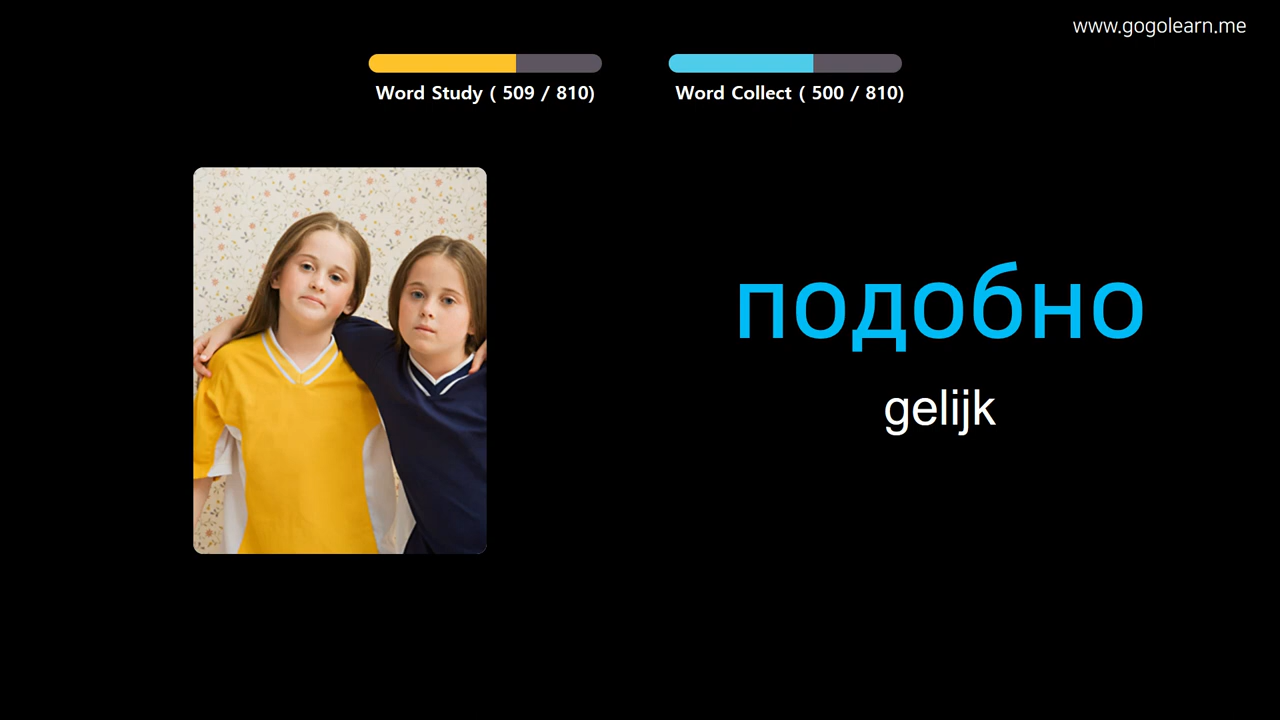 www.gogolearn.me
Word Study ( 509 / 810)
Word Collect ( 500 / 810)
подобно
gelijk